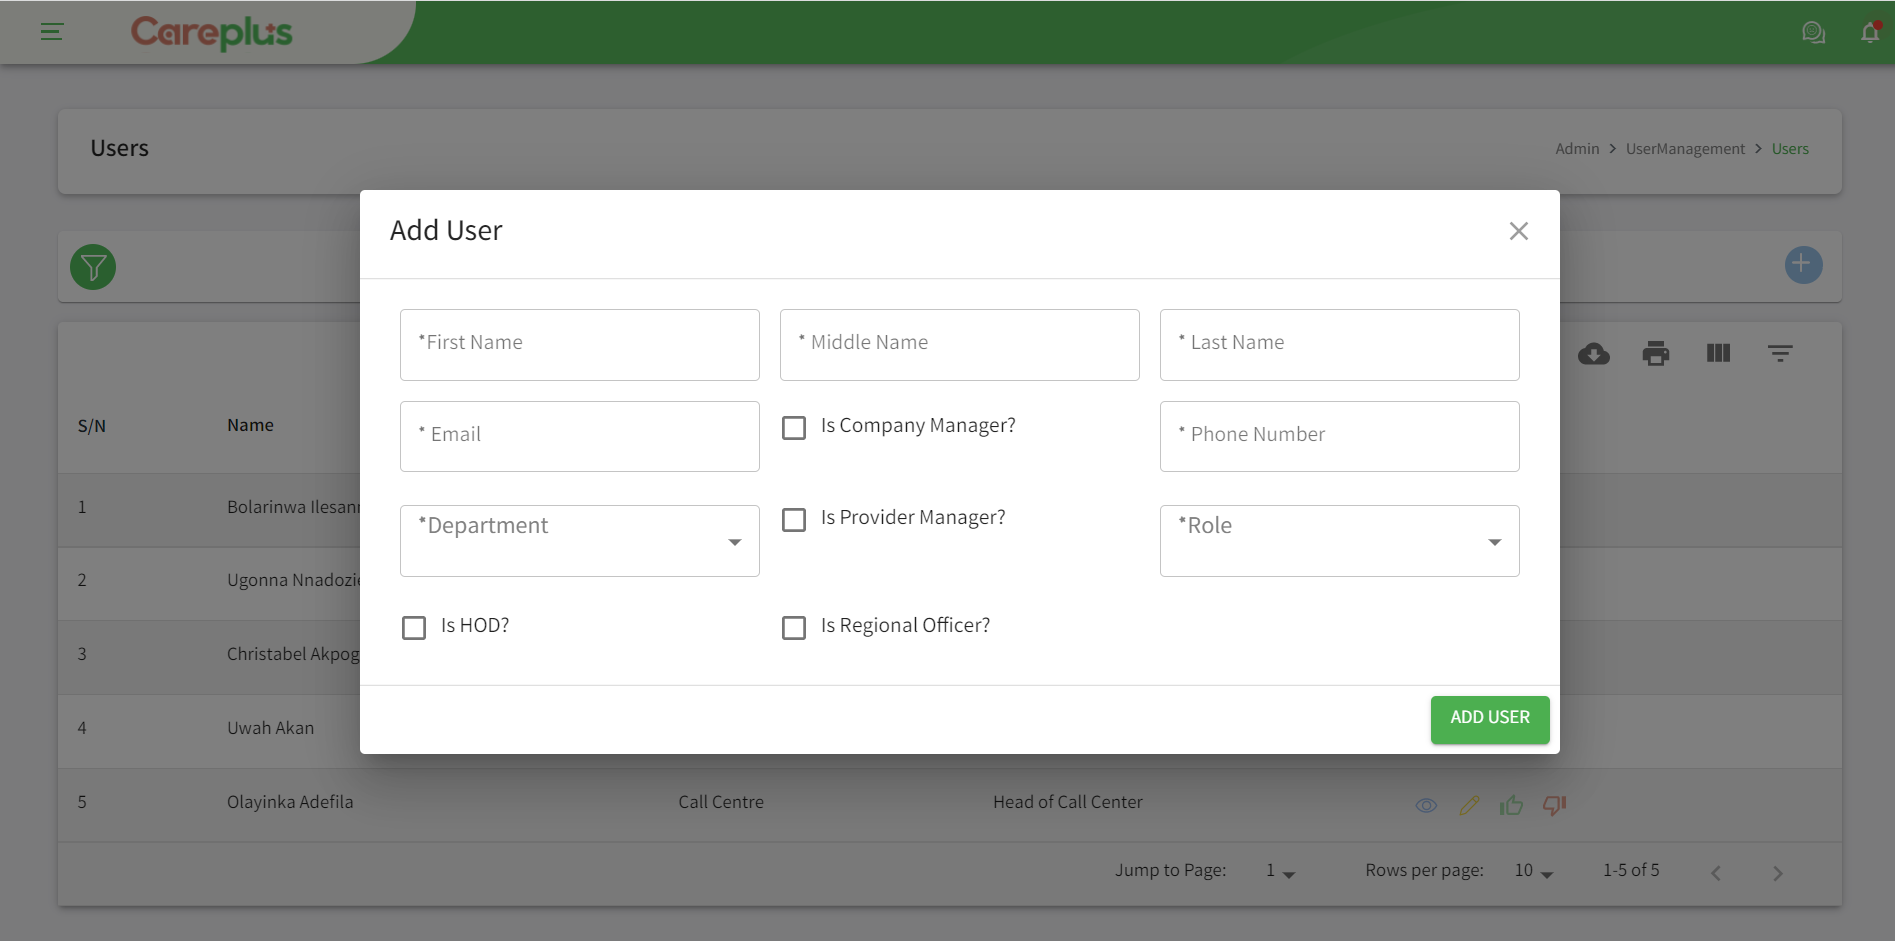 Careplus
Users
Admin > UserManagement > Users
Add User
*First Name
* Middle Name
* Last Name
* Email
Is Company Manager?
* Phone Number
*Department
Is Provider Manager?
*Role
Is HOD?
Is Regional Officer?
ADD USER
S/N Name
1
2
3
4 Uwah Akan
5 Olayinka Adefila Call Centre Head of Call Center
Bolarinwa
Ugonna
Christabel
Jump to Page: 1 Rows per page: 10 1-5 of 5